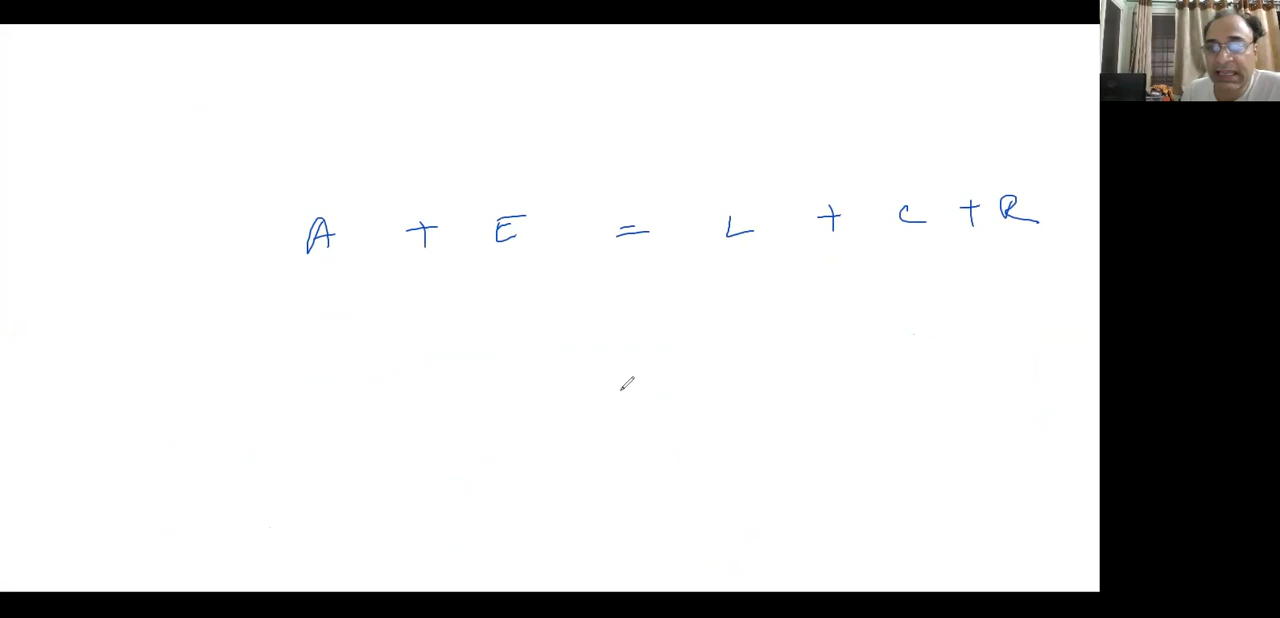 A + E = L + C + R